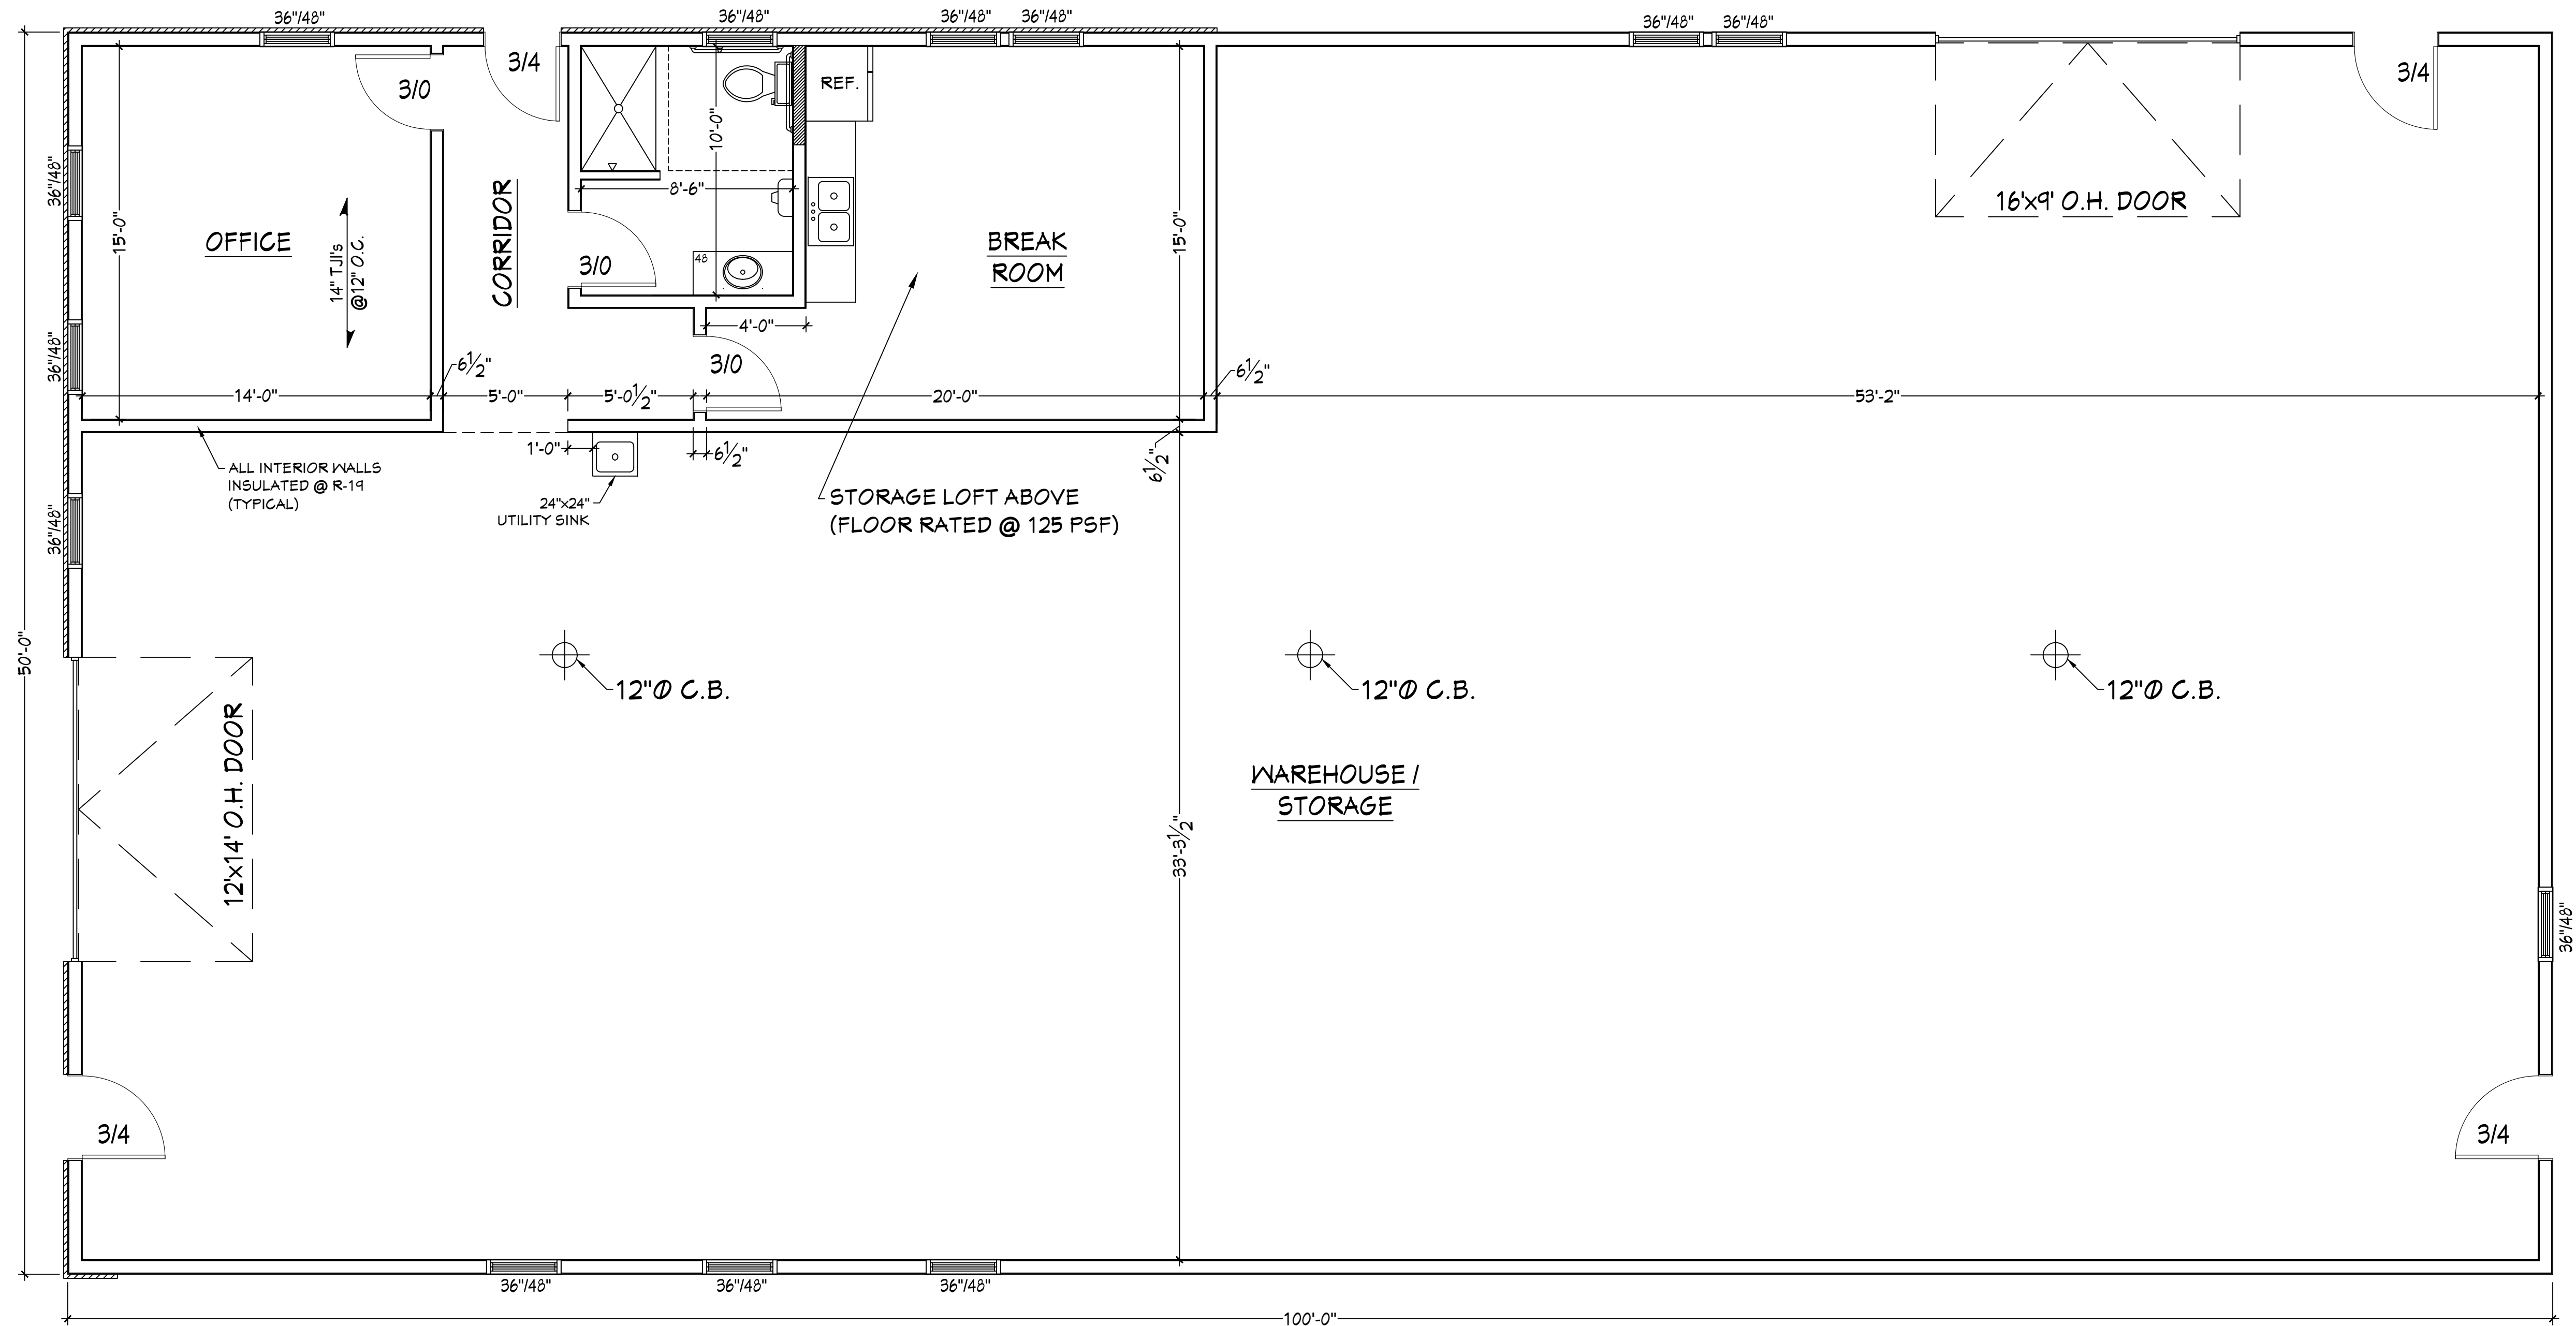 36"/48"
36"/48"
36"/48"
36"/48"
36"/48"
36"/48"
3/0
3/4
REF.
3/4
10'-0"
36"/48"
8'-6"
16'x9' O.H. DOOR
15'-0"
OFFICE
14" TJI's
@12" O.C.
CORRIDOR
3/0
48
BREAK
ROOM
15'-0"
4'-0"
36"/48"
6½"
3/0
6½"
14'-0"
5'-0"
5'-0½"
20'-0"
53'-2"
1'-0"
6½"
6½"
ALL INTERIOR WALLS
INSULATED @ R-19
(TYPICAL)
24"x24"
UTILITY SINK
STORAGE LOFT ABOVE
(FLOOR RATED @ 125 PSF)
36"/48"
50'-0"
12"Ø C.B.
12"Ø C.B.
12"Ø C.B.
12'x14' O.H. DOOR
WAREHOUSE /
STORAGE
33'-3½"
36"/48"
3/4
3/4
36"/48"
36"/48"
36"/48"
100'-0"